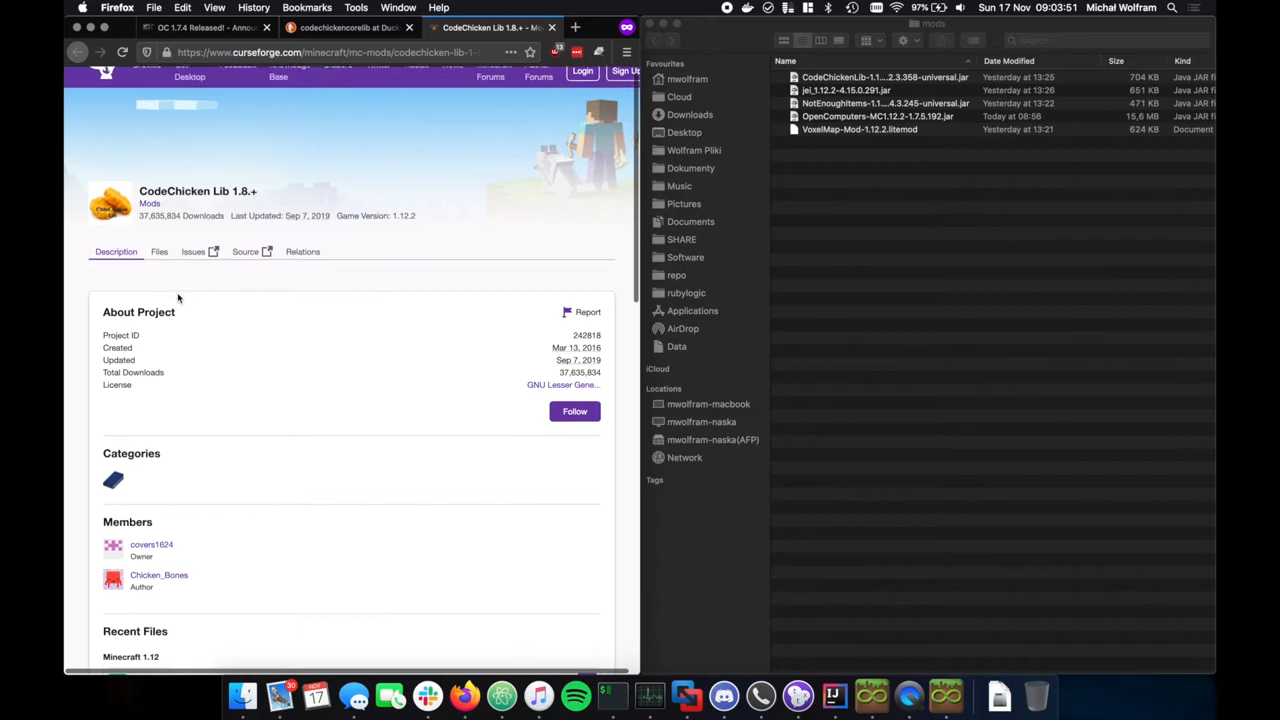 Firefox File Edit View History Bookmarks Tools Window Help
97% Sun 17 Nov 09:03:51 Michał Wolfram
OC 1.7.4 Released! - Annou
codechickencorelib at Duck
CodeChicken Lib 1.8.+ - Mo
https://www.curseforge.com/minecraft/mc-mods/codechicken-lib-1-
13
Desktop
Base
Forums
Forums
Login
Sign Up
CodeChicken Lib 1.8.+
Mods
37,635,834 Downloads Last Updated: Sep 7, 2019 Game Version: 1.12.2
Description Files Issues Source Relations
About Project
Report
Project ID 242818
Created Mar 13, 2016
Updated Sep 7, 2019
Total Downloads 37,635,834
License GNU Lesser Gene...
Follow
Categories
Members
covers1624
Owner
Chicken_Bones
Author
Recent Files
Minecraft 1.12
mods
Search
Favourites
mwolfram
Cloud
Downloads
Desktop
Wolfram Pliki
Dokumenty
Music
Pictures
Documents
SHARE
Software
repo
rubylogic
Applications
AirDrop
Data
iCloud
Locations
mwolfram-macbook
mwolfram-naska
mwolfram-naska(AFP)
Network
Tags
Name Date Modified Size Kind
CodeChickenLib-1.1....2.3.358-universal.jar Yesterday at 13:25 704 KB Java JAR fi
jei_1.12.2-4.15.0.291.jar Yesterday at 13:26 651 KB Java JAR fi
NotEnoughItems-1.1....4.3.245-universal.jar Yesterday at 13:22 471 KB Java JAR fi
OpenComputers-MC1.12.2-1.7.5.192.jar Today at 08:56 15,6 MB Java JAR fi
VoxelMap-Mod-1.12.2.litemod Yesterday at 13:21 624 KB Document
30
NOV
17